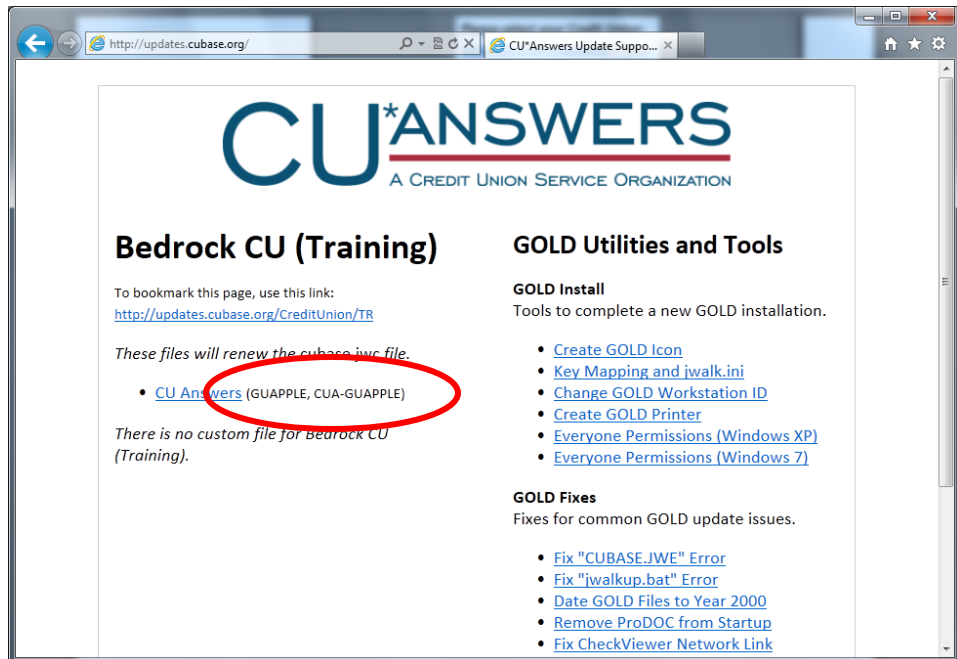 Please select your Credit Union
http://updates.cubase.org/
CU*Answers Update Suppo...
CU*ANSWERS
A CREDIT UNION SERVICE ORGANIZATION
Bedrock CU (Training)
To bookmark this page, use this link:
http://updates.cubase.org/CreditUnion/TR
These files will renew the cubase.jwc file.
• CU Answers (GUAPPLE, CUA-GUAPPLE)
There is no custom file for Bedrock CU
(Training).
GOLD Utilities and Tools
GOLD Install
Tools to complete a new GOLD installation.
• Create GOLD Icon
• Key Mapping and jwalk.ini
• Change GOLD Workstation ID
• Create GOLD Printer
• Everyone Permissions (Windows XP)
• Everyone Permissions (Windows 7)
GOLD Fixes
Fixes for common GOLD update issues.
• Fix "CUBASE.JWE" Error
• Fix "jwalkup.bat" Error
• Date GOLD Files to Year 2000
• Remove ProDOC from Startup
• Fix CheckViewer Network Link